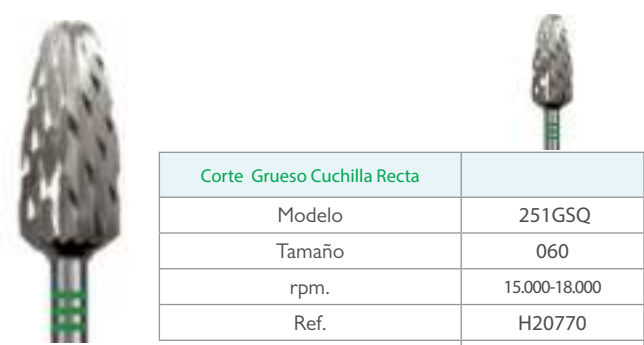 Corte Grueso Cuchilla Recta
Modelo 251GSQ
Tamaño 060
rpm. 15.000-18.000
Ref. H20770